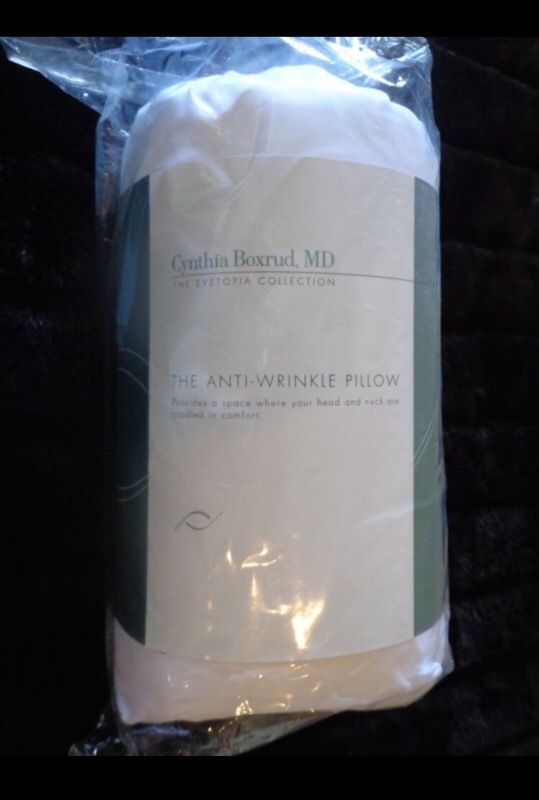 Cynthia Boxrud, MD
THE EYETOPIA COLLECTION
THE ANTI-WRINKLE PILLOW
Provides a space where your head and neck are
cradled in comfort.